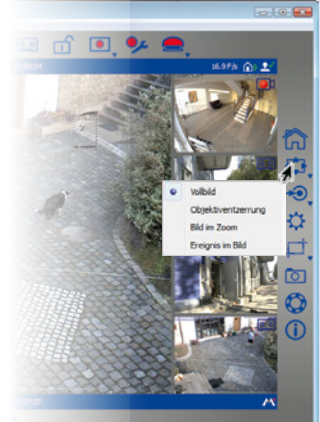 16.9 F/s
Vollbild
Objektiventzerrung
Bild im Zoom
Ereignis im Bild